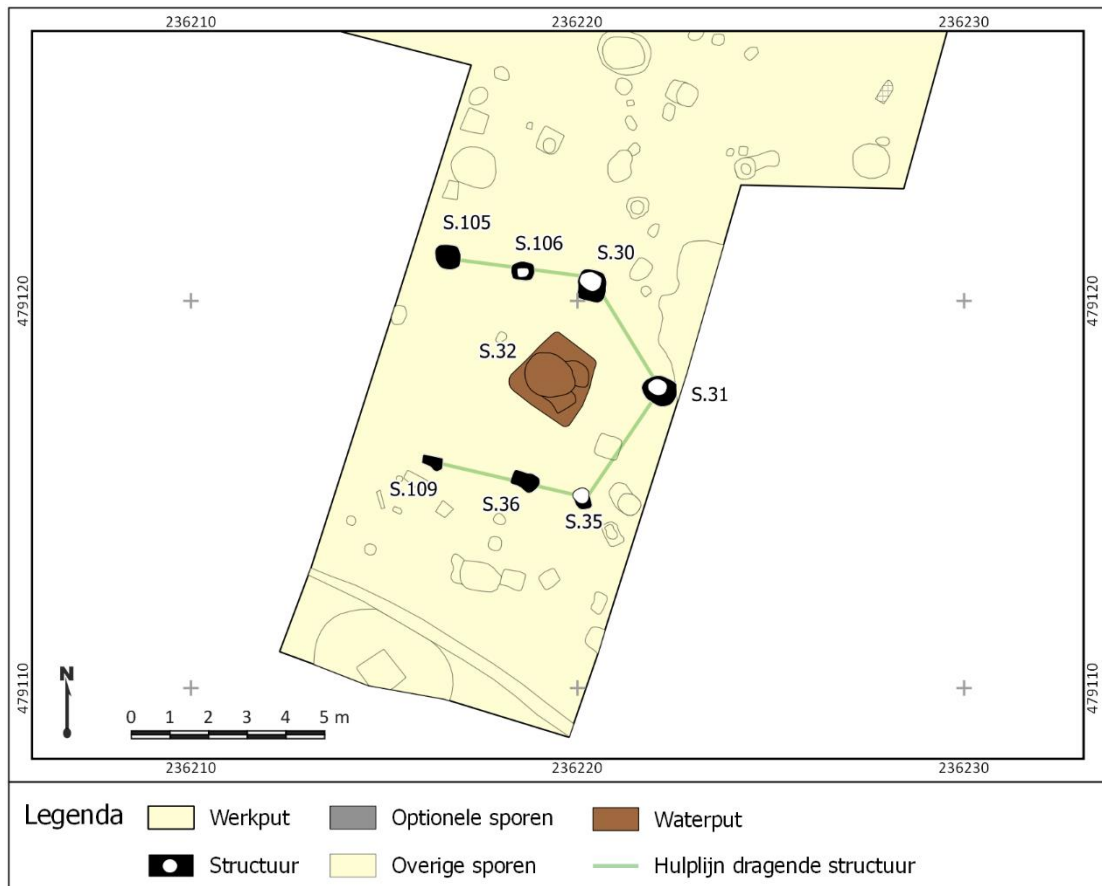 236210 236220 236230
S.105
S.106
S.30
479120 479120
S.32
S.31
S.109
S.36
S.35
479110 479110
N
0 1 2 3 4 5 m
236210 236220 236230
Legenda Werkput Optionele sporen Waterput
Structuur Overige sporen Hulplijn dragende structuur